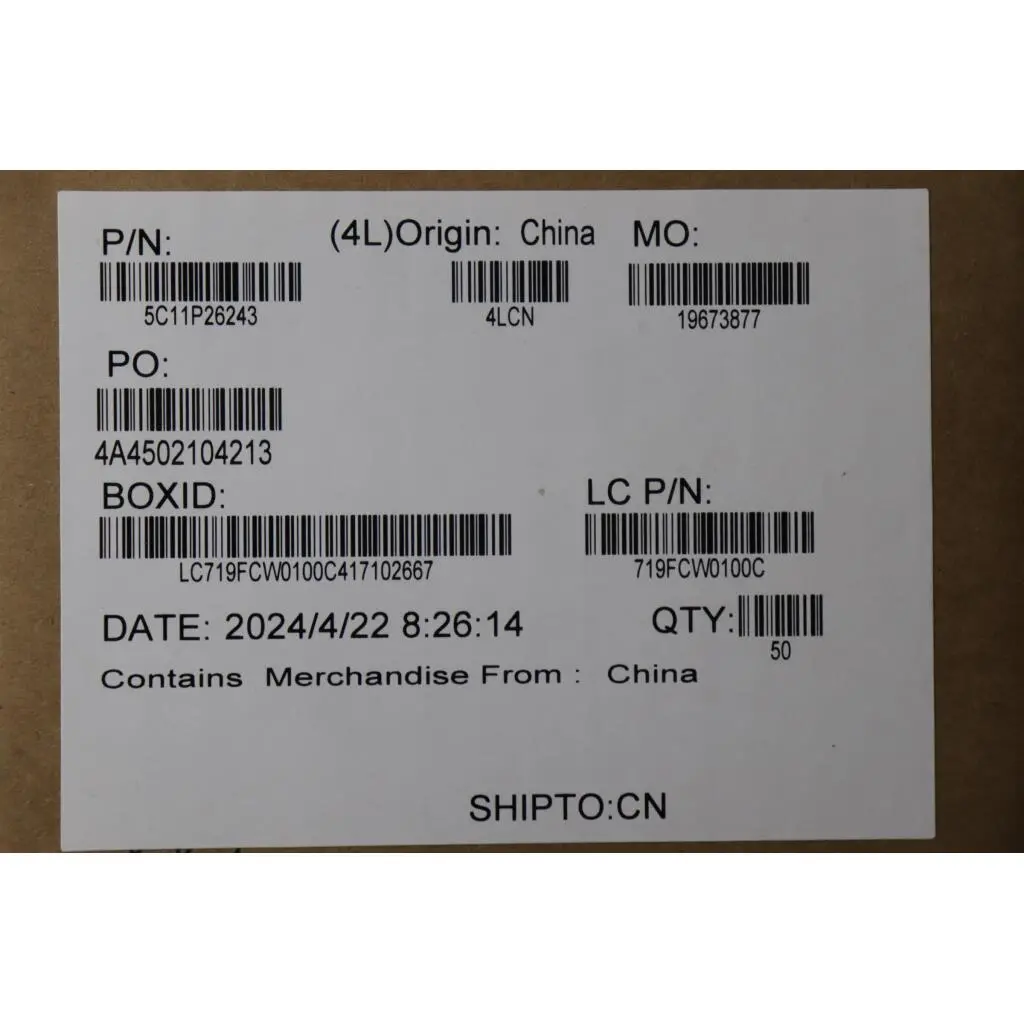 P/N: (4L)Origin: China MO:
5C11P26243 4LCN 19673877
PO:
4A4502104213
BOXID: LC P/N:
LC719FCW0100C417102667 719FCW0100C
DATE: 2024/4/22 8:26:14 QTY:
50
Contains Merchandise From : China
SHIPTO:CN